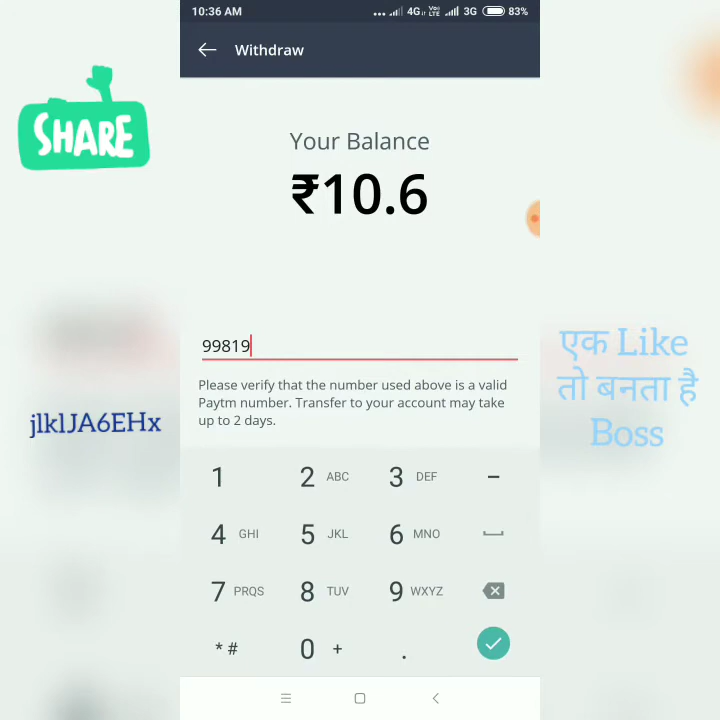 10:36 AM ... 4G Vo LTE 3G 83%
Withdraw
SHARE
Your Balance
₹10.6
99819
एक Like
तो बनता है
Boss
Please verify that the number used above is a valid
Paytm number. Transfer to your account may take
up to 2 days.
jlklJA6EHx
1 2 ABC 3 DEF –
4 GHI 5 JKL 6 MNO
7 PRQS 8 TUV 9 WXYZ
* # 0 + .